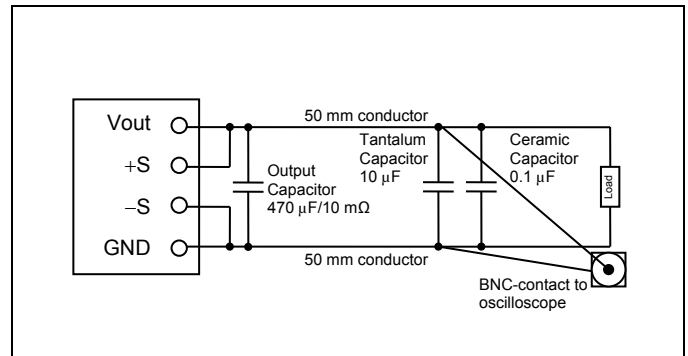 Vout
+S
−S
GND
50 mm conductor
Output
Capacitor
470 μF/10 mΩ
Tantalum
Capacitor
10 μF
Ceramic
Capacitor
0.1 μF
Load
50 mm conductor
BNC-contact to
oscilloscope